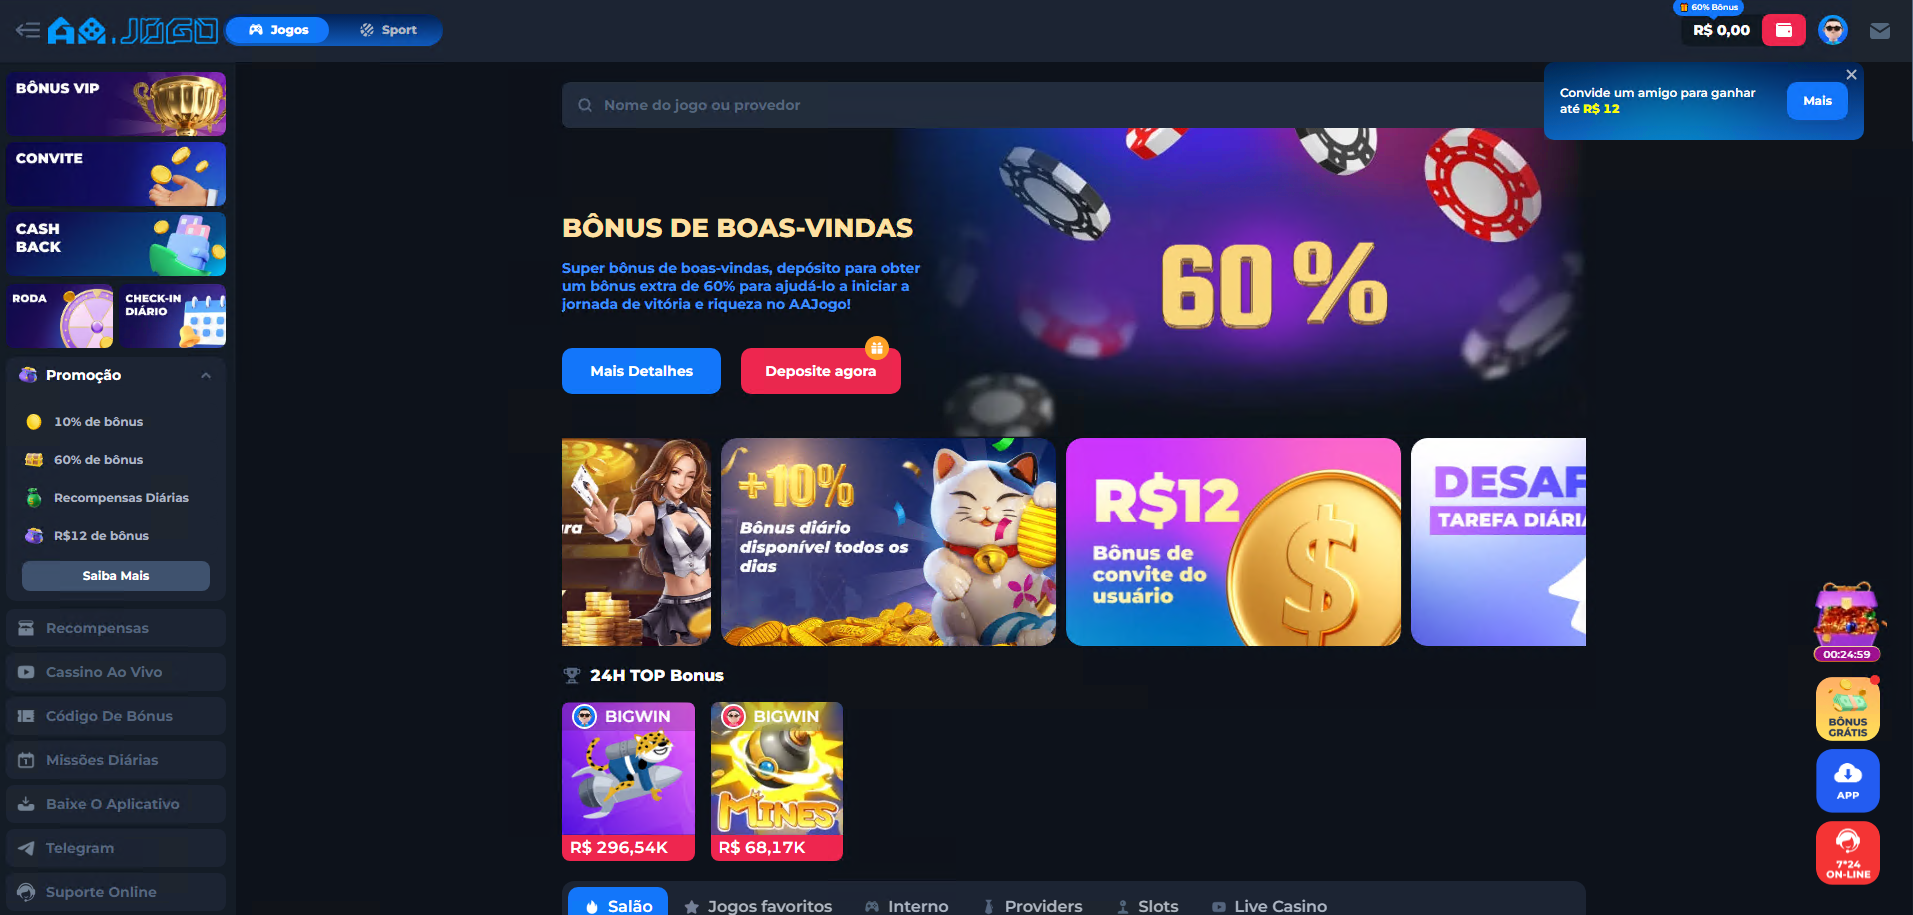 AA.JOGO
Jogos
Sport
60% Bônus
R$ 0,00
Convide um amigo para ganhar
até R$ 12
Mais
BÔNUS VIP
CONVITE
CASH
BACK
RODA
CHECK-IN
DIÁRIO
Promoção
10% de bônus
60% de bônus
Recompensas Diárias
R$12 de bônus
Saiba Mais
Recompensas
Cassino Ao Vivo
Código De Bónus
Missões Diárias
Baixe O Aplicativo
Telegram
Suporte Online
Nome do jogo ou provedor
BÔNUS DE BOAS-VINDAS
Super bônus de boas-vindas, depósito para obter
um bônus extra de 60% para ajudá-lo a iniciar a
jornada de vitória e riqueza no AAJogo!
60%
Mais Detalhes
Deposite agora
ra
+10%
Bônus diário
disponível todos os
dias
R$12
Bônus de
convite do
usuário
DESAF
TAREFA DIÁRIA
24H TOP Bonus
BIGWIN
R$ 296,54K
BIGWIN
MINES
R$ 68,17K
00:24:59
BÔNUS
GRÁTIS
APP
7*24
ON-LINE
Salão
Jogos favoritos
Interno
Providers
Slots
Live Casino